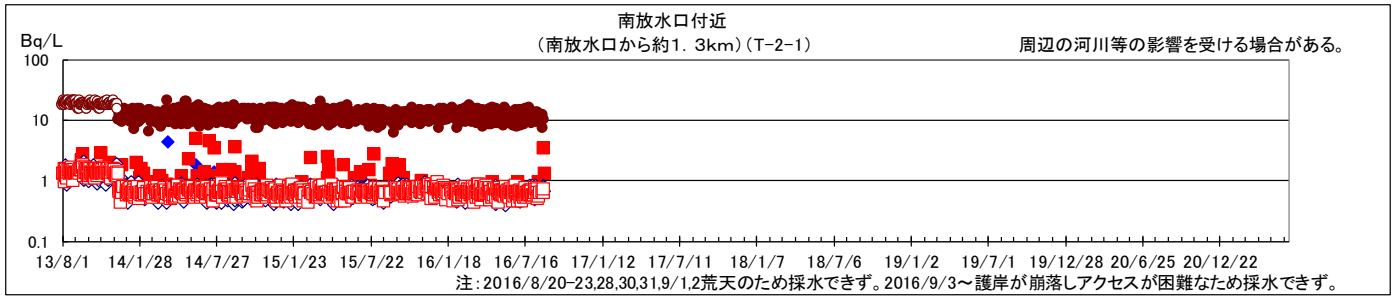 南放水口付近
Bq/L
(南放水口から約1．3km)(T-2-1)
周辺の河川等の影響を受ける場合がある。
100
10
1
0.1
13/8/1 14/1/28 14/7/27 15/1/23 15/7/22 16/1/18 16/7/16 17/1/12 17/7/11 18/1/7 18/7/6 19/1/2 19/7/1 19/12/28 20/6/25 20/12/22
注：2016/8/20-23,28,30,31,9/1,2荒天のため採水できず。2016/9/3～護岸が崩落しアクセスが困難なため採水できず。